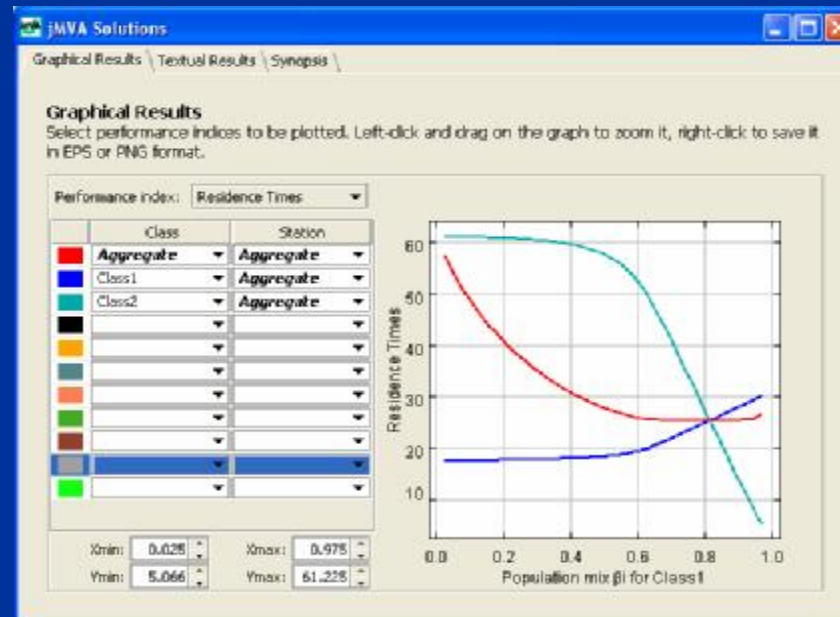 jMVA Solutions
Graphical Results \ Textual Results \ Synopsis \
Graphical Results
Select performance indices to be plotted. Left-click and drag on the graph to zoom it, right-click to save it
in EPS or PNG format.
Performance index: Residence Times
Class Station
Aggregate Aggregate
Class1 Aggregate
Class2 Aggregate
Xmin: 0.025 Xmax: 0.975
Ymin: 5.066 Ymax: 61.225
Residence Times
60
50
40
30
20
10
0.0 0.2 0.4 0.6 0.8 1.0
Population mix βi for Class1